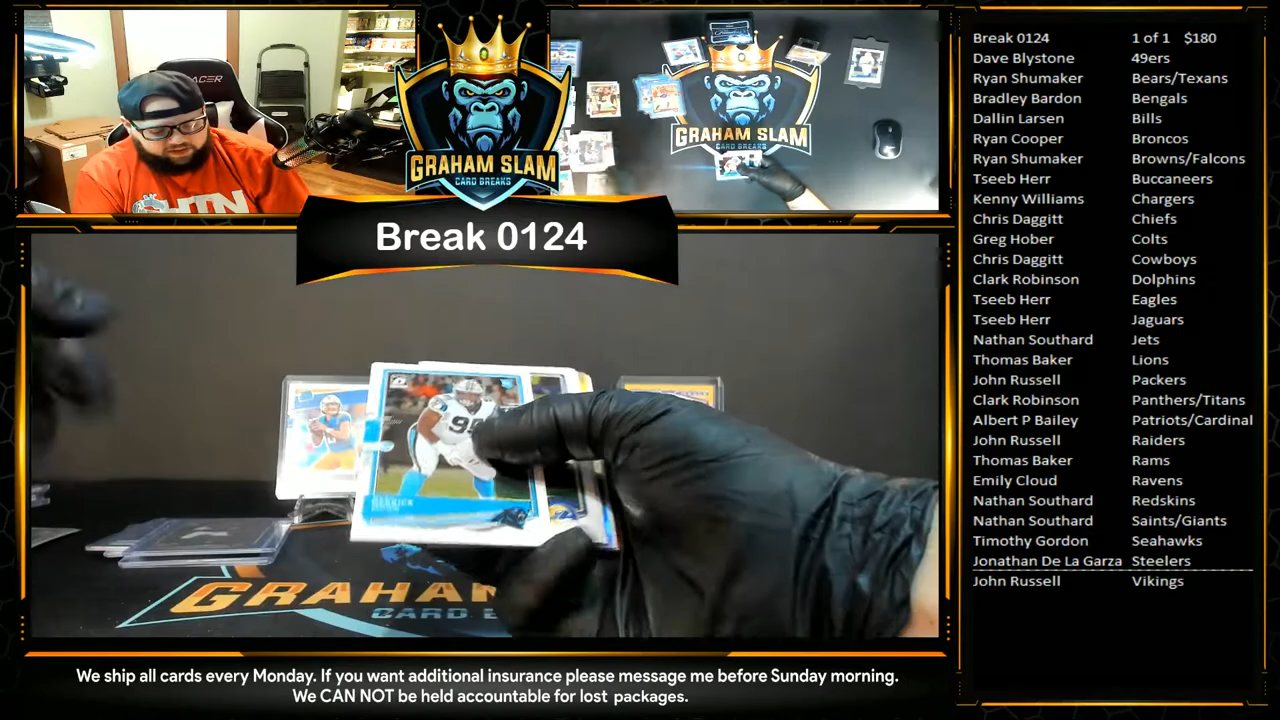 GRAHAM SLAM
CARD BREAKS
GRAHAM SLAM
CARD BREAKS
Break 0124
Break 0124 1 of 1 $180
Dave Blystone 49ers
Ryan Shumaker Bears/Texans
Bradley Bardon Bengals
Dallin Larsen Bills
Ryan Cooper Broncos
Ryan Shumaker Browns/Falcons
Tseeb Herr Buccaneers
Kenny Williams Chargers
Chris Daggitt Chiefs
Greg Hober Colts
Chris Daggitt Cowboys
Clark Robinson Dolphins
Tseeb Herr Eagles
Tseeb Herr Jaguars
Nathan Southard Jets
Thomas Baker Lions
John Russell Packers
Clark Robinson Panthers/Titans
Albert P Bailey Patriots/Cardinal
John Russell Raiders
Thomas Baker Rams
Emily Cloud Ravens
Nathan Southard Redskins
Nathan Southard Saints/Giants
Timothy Gordon Seahawks
Jonathan De La Garza Steelers
John Russell Vikings
We ship all cards every Monday. If you want additional insurance please message me before Sunday morning.
We CAN NOT be held accountable for lost packages.